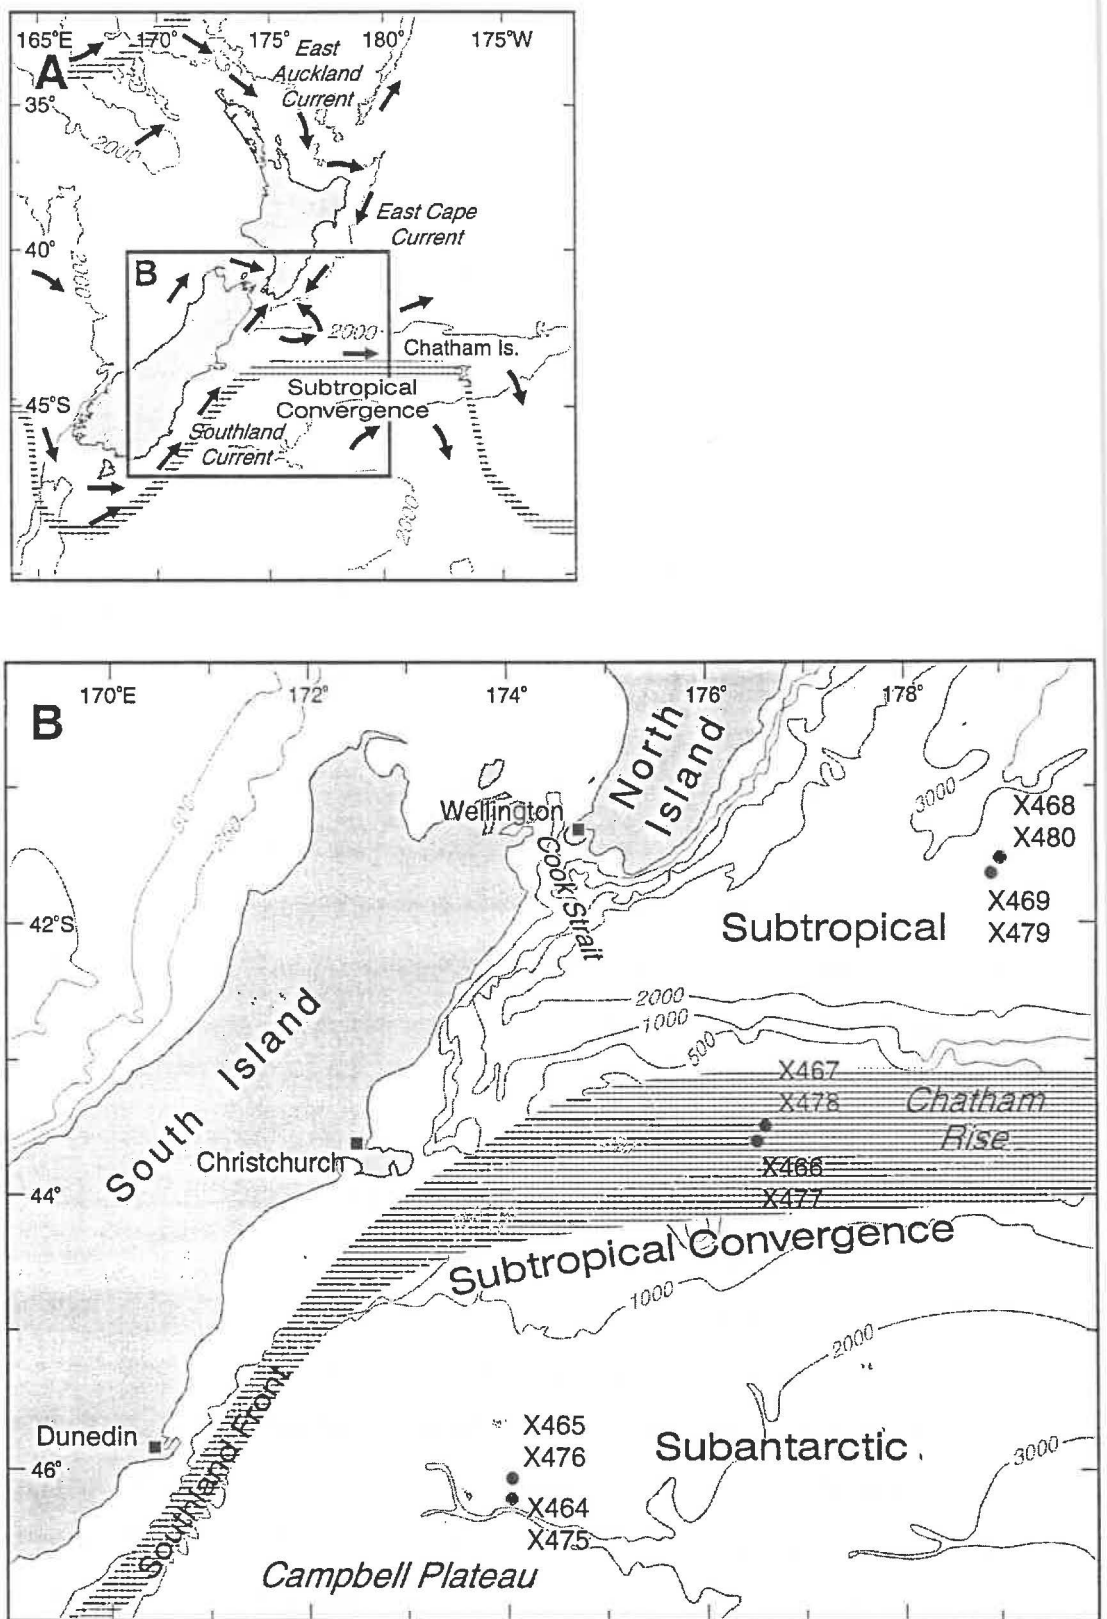 165°E 170° 175° 180° 175°W
A
East
Auckland
Current
35°
2000
East Cape
Current
40°
B
2000
2000
Chatham Is.
Subtropical
Convergence
45°S
Southland
Current
2000
170°E 172° 174° 176° 178°
B
North
Island
3000
X468
X480
Wellington
Cook Strait
X469
X479
42°S
Subtropical
2000
1000
500
X467
X478
Chatham
Rise
South Island
Christchurch
X466
X477
44°
Subtropical Convergence
1000
2000
Southland Front
Dunedin
X465
X476
Subantarctic
3000
46°
X464
X475
Campbell Plateau